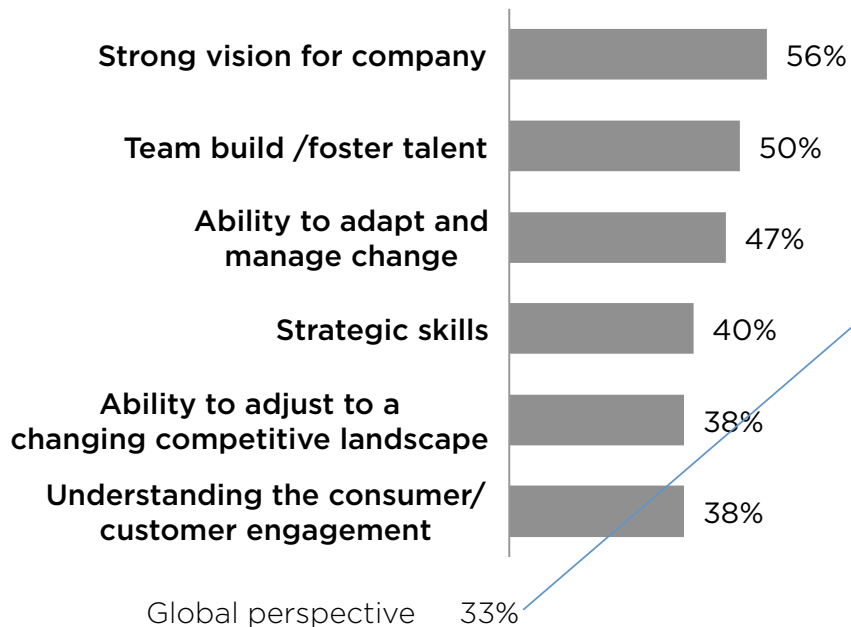 Strong vision for company 56%
Team build /foster talent 50%
Ability to adapt and
manage change 47%
Strategic skills 40%
Ability to adjust to a
changing competitive landscape 38%
Understanding the consumer/
customer engagement 38%
Global perspective 33%